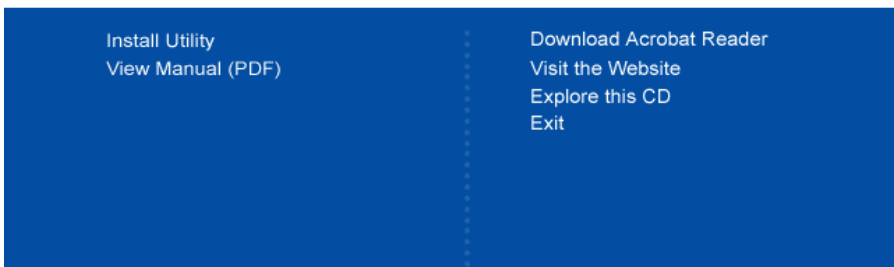 Install Utility
View Manual (PDF)
Download Acrobat Reader
Visit the Website
Explore this CD
Exit